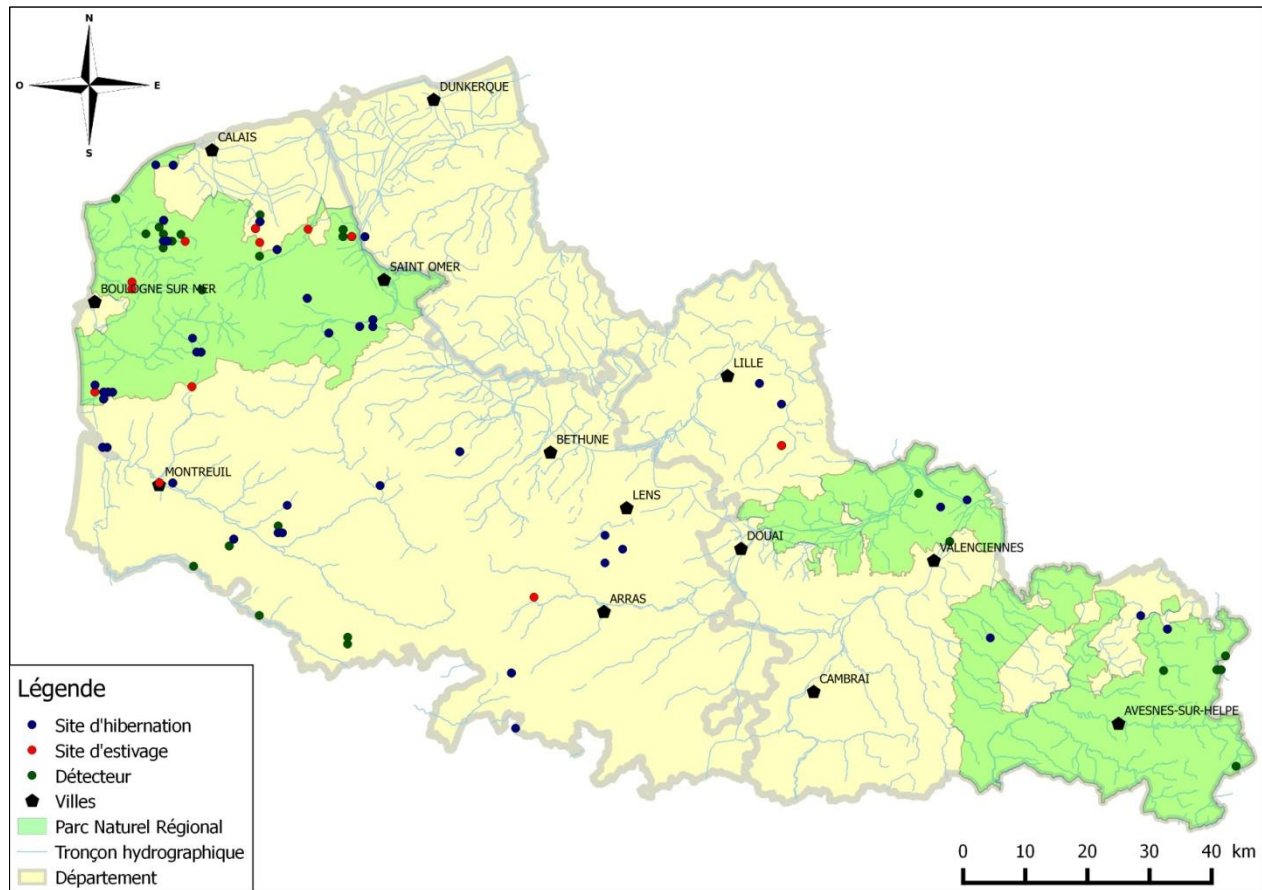 N
O
E
S
DUNKERQUE
CALAIS
SAINT OMER
BOULOGNE SUR MER
LILLE
BETHUNE
MONTREUIL
LENS
DOUAI
VALENCIENNES
ARRAS
CAMBRAI
AVESNES-SUR-HELPE
Légende
Site d'hibernation
Site d'estivage
Détecteur
Villes
Parc Naturel Régional
Tronçon hydrographique
Département
0 10 20 30 40 km